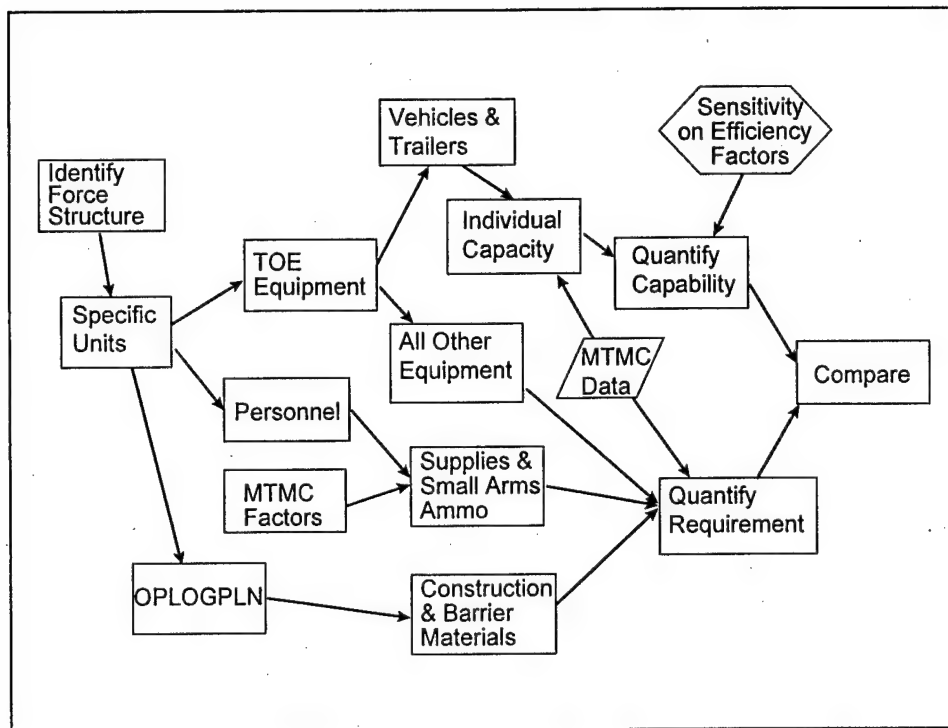 Vehicles &
Trailers
Sensitivity
on Efficiency
Factors
Identify
Force
Structure
Individual
Capacity
TOE
Equipment
Quantify
Capability
Specific
Units
All Other
Equipment
MTMC
Data
Compare
Personnel
Supplies &
Small Arms
Ammo
MTMC
Factors
Quantify
Requirement
OPLOGPLN
Construction
& Barrier
Materials